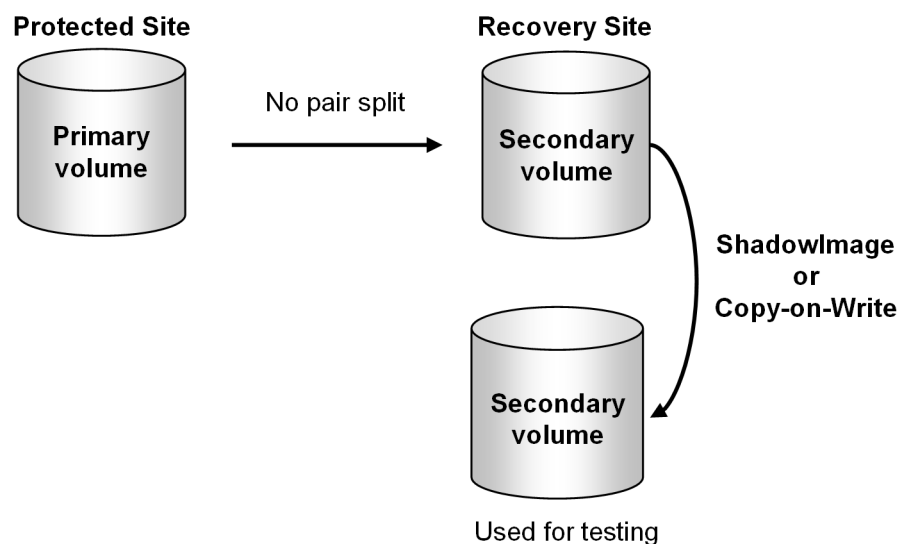 Protected Site
Recovery Site
Primary
volume
No pair split
Secondary
volume
ShadowImage
or
Copy-on-Write
Secondary
volume
Used for testing